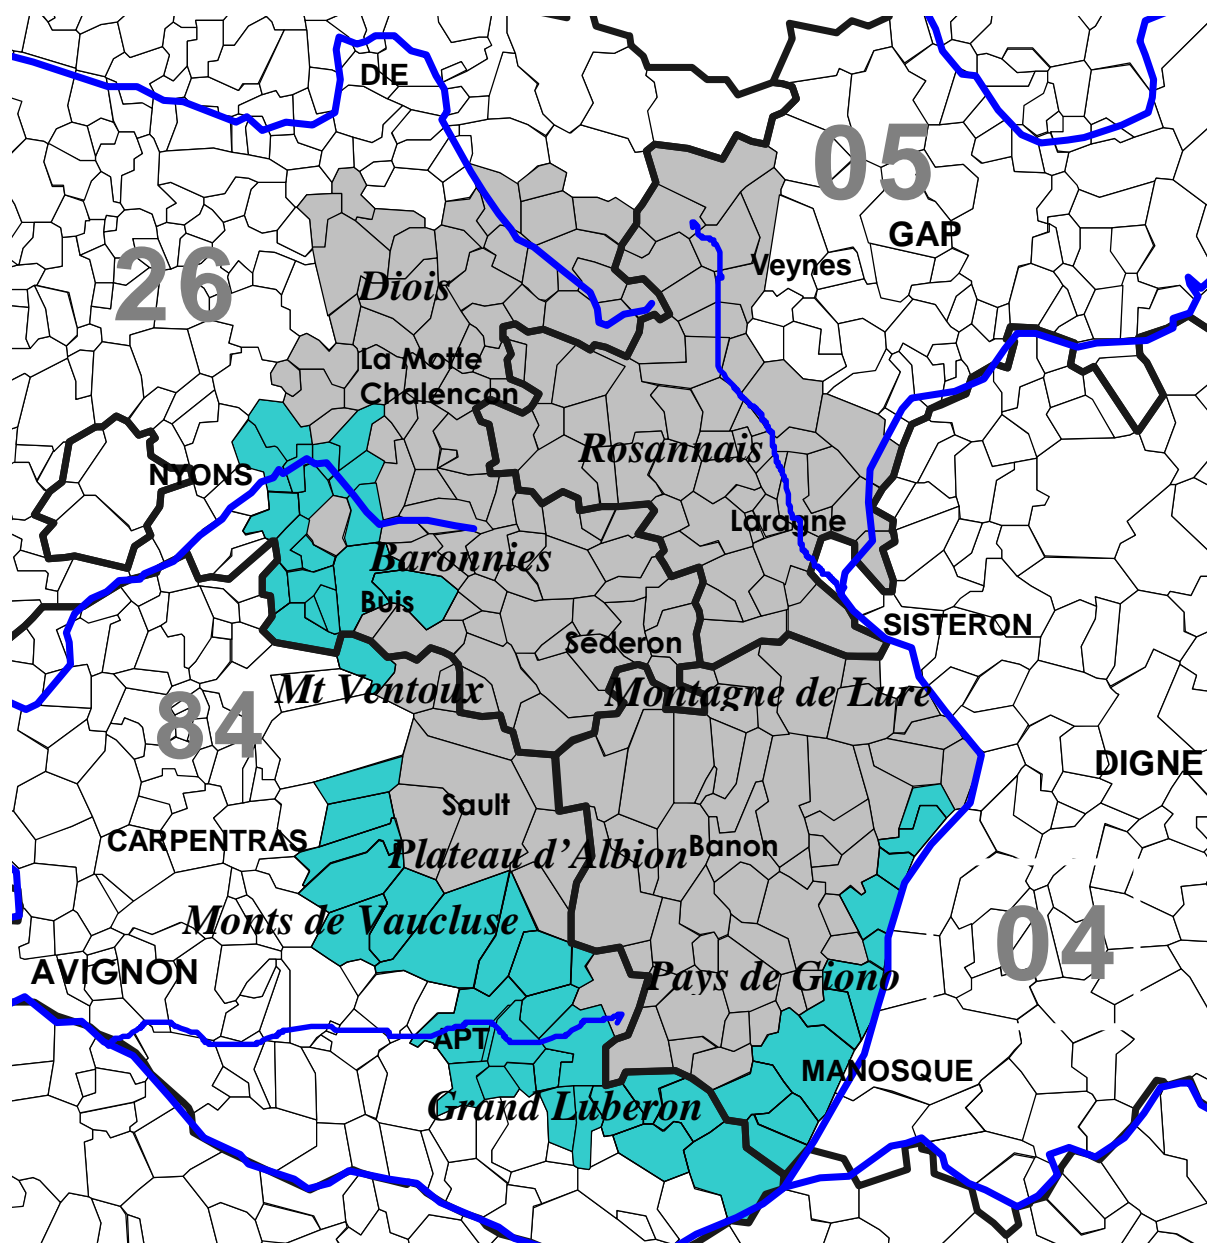 DIE
05
GAP
Veynes
26
Diois
La Motte
Chalencon
Rosannais
NYONS
Laragne
Baronnies
Buis
SISTERON
Séderon
Mt Ventoux
Montagne de Lure
84
DIGNE
Sault
CARPENTRAS
Plateau d'Albion
Banon
Monts de Vaucluse
04
AVIGNON
Pays de Giono
APT
MANOSQUE
Grand Luberon